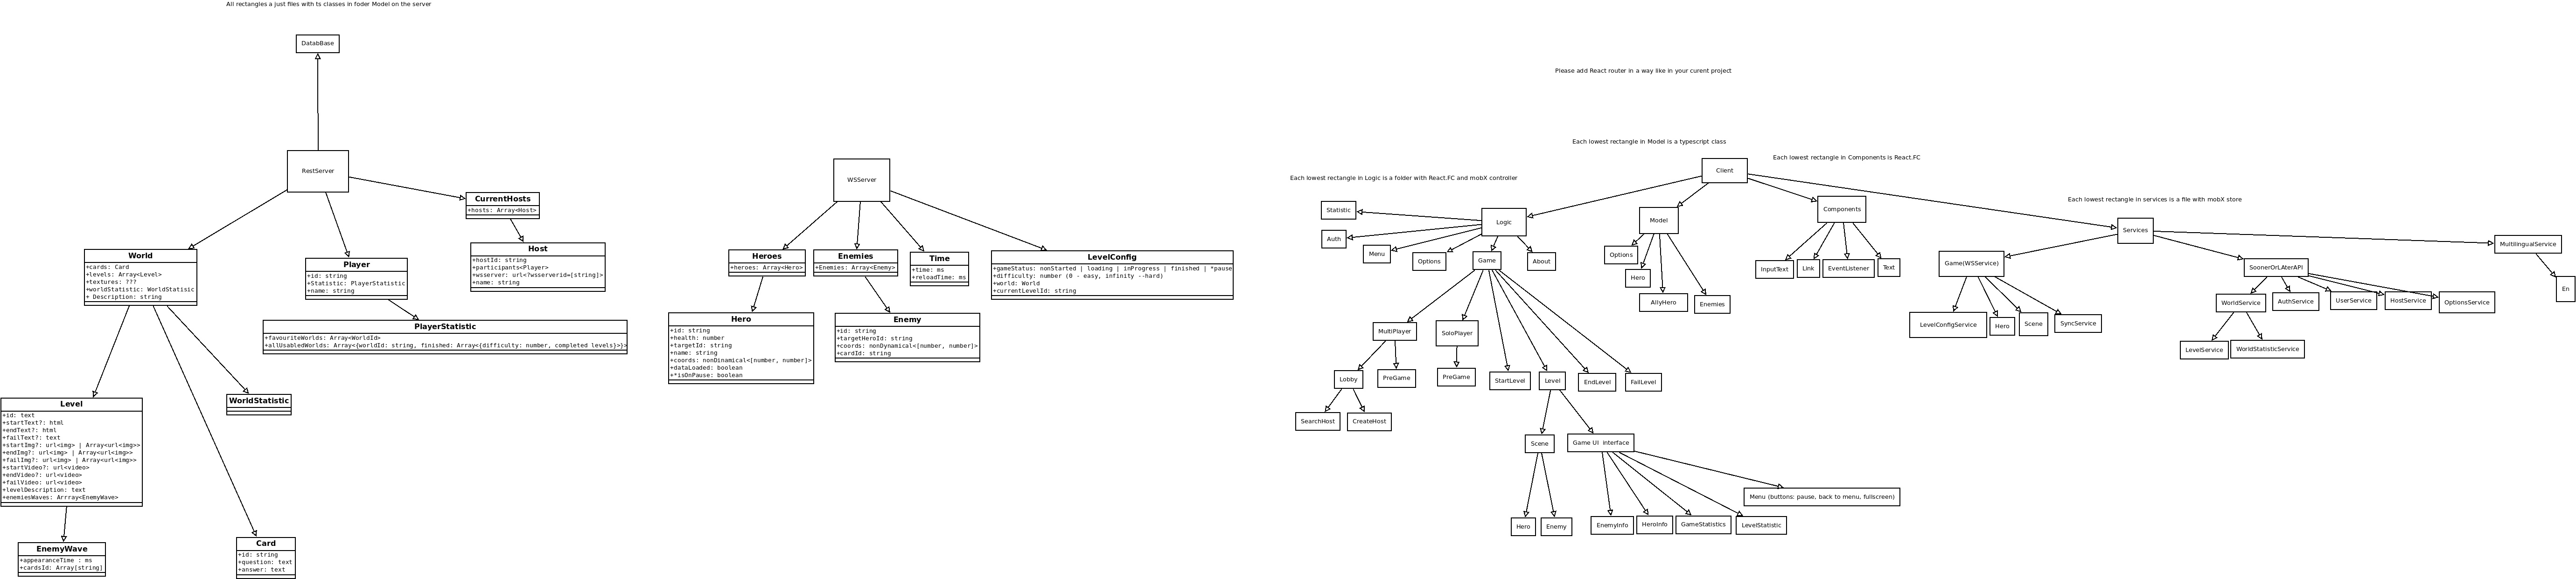 All rectangles a just files with ts classes in foder Model on the server
DatabBase
RestServer
CurrentHosts
+hosts: Array<Host>
World
+cards: Card
+levels: Array<Level>
+textures: ???
+worldStatistic: WorldStatisic
+ Description: string
Player
+id: string
+Statistic: PlayerStatistic
+name: string
Host
+hostId: string
+participants<Player>
+wsserver: url<?wsserverid=[string]>
+name: string
PlayerStatistic
+favouriteWorlds: Array<WorldId>
+allUsabledWorlds: Array<{worldId: string, finished: Array<{difficulty: number, completed levels}>}>
Level
+id: text
+startText?: html
+endText?: html
+failText?: text
+startImg?: url<img> | Array<url<img>>
+endImg?: url<img> | Array<url<img>>
+failImg?: url<img> | Array<url<img>>
+startVideo?: url<video>
+endVideo?: url<video>
+failVideo: url<video>
+levelDescription: text
+enemiesWaves: Arrray<EnemyWave>
WorldStatistic
EnemyWave
+appearanceTime : ms
+cardsId: Array[string]
Card
+id: string
+question: text
+answer: text
WSServer
Heroes
+heroes: Array<Hero>
Enemies
+Enemies: Array<Enemy>
Time
+time: ms
+reloadTime: ms
LevelConfig
+gameStatus: nonStarted | loading | inProgress | finished | *pause
+difficulty: number (0 - easy, infinity --hard)
+world: World
+currentLevelId: string
Hero
+id: string
+health: number
+targetId: string
+name: string
+coords: nonDinamical<[number, number]>
+dataLoaded: boolean
+*isOnPause: boolean
Enemy
+id: string
+targetHeroId: string
+coords: nonDynamical<[number, number]>
+cardId: string
Please add React router in a way like in your curent project
Each lowest rectangle in Model is a typescript class
Each lowest rectangle in Components is React.FC
Each lowest rectangle in Logic is a folder with React.FC and mobX controller
Each lowest rectangle in services is a file with mobX store
Client
Logic
Model
Components
Services
Statistic
Auth
Menu
Options
Game
About
MultiPlayer
SoloPlayer
Lobby
PreGame
PreGame
StartLevel
Level
EndLevel
FailLevel
SearchHost
CreateHost
Scene
Game UI interface
Hero
Enemy
EnemyInfo
HeroInfo
GameStatistics
LevelStatistic
Menu (buttons: pause, back to menu, fullscreen)
Options
Hero
AllyHero
Enemies
InputText
Link
EventListener
Text
Game(WSService)
SoonerOrLAterAPI
MultilingualService
LevelConfigService
Hero
Scene
SyncService
WorldService
AuthService
UserService
HostService
OptionsService
LevelService
WorldStatisticService
En